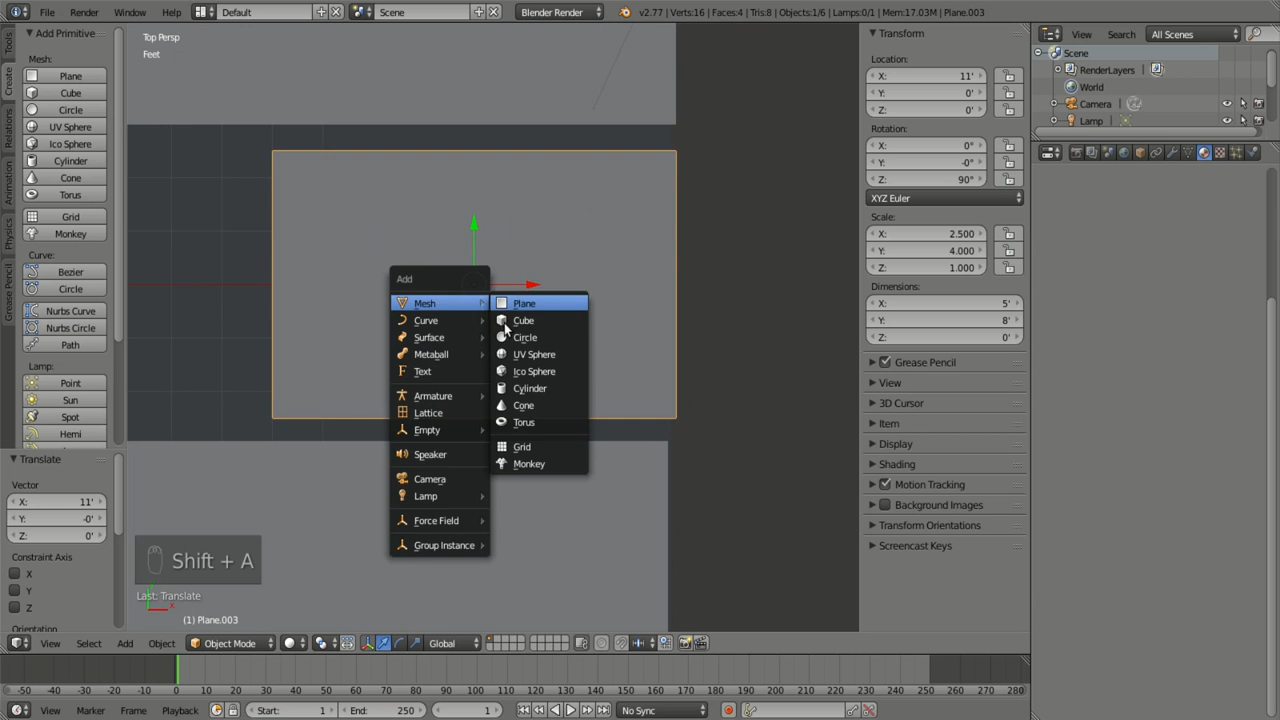 File Render Window Help Default Scene Blender Render v2.77 | Verts:16 | Faces:4 | Tris:8 | Objects:1/6 | Lamps:0/1 | Mem:17.03M | Plane.003
Tools
Create
Relations
Animation
Physics
Grease Pencil
Add Primitive
Mesh:
Plane
Cube
Circle
UV Sphere
Ico Sphere
Cylinder
Cone
Torus
Grid
Monkey
Curve:
Bezier
Circle
Nurbs Curve
Nurbs Circle
Path
Lamp:
Point
Sun
Spot
Hemi
Translate
Vector
X: 11'
Y: -0'
Z: 0'
Constraint Axis
X
Y
Z
Orientation
Top Persp
Feet
Add
Mesh
Curve
Surface
Metaball
Text
Armature
Lattice
Empty
Speaker
Camera
Lamp
Force Field
Group Instance
Plane
Cube
Circle
UV Sphere
Ico Sphere
Cylinder
Cone
Torus
Grid
Monkey
Shift + A
Last: Translate
(1) Plane.003
Transform
Location:
X: 11'
Y: 0'
Z: 0'
Rotation:
X: 0°
Y: -0°
Z: 90°
XYZ Euler
Scale:
X: 2.500
Y: 4.000
Z: 1.000
Dimensions:
X: 5'
Y: 8'
Z: 0'
Grease Pencil
View
3D Cursor
Item
Display
Shading
Motion Tracking
Background Images
Transform Orientations
Screencast Keys
View Search All Scenes
Scene
RenderLayers
World
Camera
Lamp
View Select Add Object Object Mode Global
-50 -40 -30 -20 -10 0 10 20 30 40 50 60 70 80 90 100 110 120 130 140 150 160 170 180 190 200 210 220 230 240 250 260 270 280
View Marker Frame Playback Start: 1 End: 250 1 No Sync